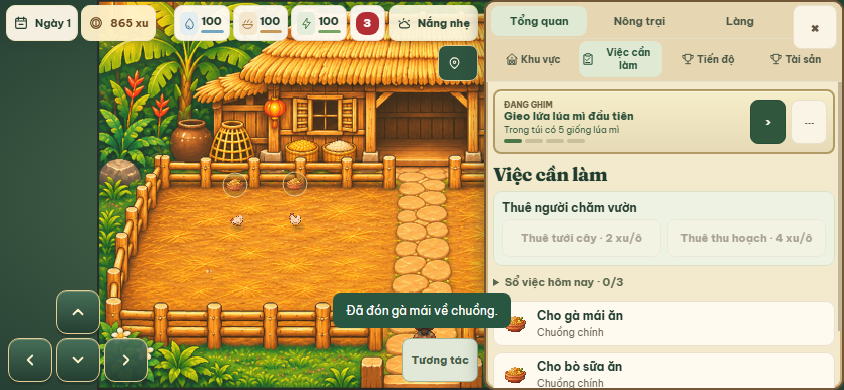 Ngày 1
865 xu
100
100
100
3
Nắng nhẹ
Tổng quan
Nông trại
Làng
×
Khu vực
Việc cần
làm
Tiến độ
Tài sản
ĐANG GHIM
Gieo lứa lúa mì đầu tiên
Trong túi có 5 giống lúa mì
...
Việc cần làm
Thuê người chăm vườn
Thuê tưới cây · 2 xu/ô
Thuê thu hoạch · 4 xu/ô
Sổ việc hôm nay · 0/3
Đã đón gà mái về chuồng.
Cho gà mái ăn
Chuồng chính
Cho bò sữa ăn
Chuồng chính
Tương tác